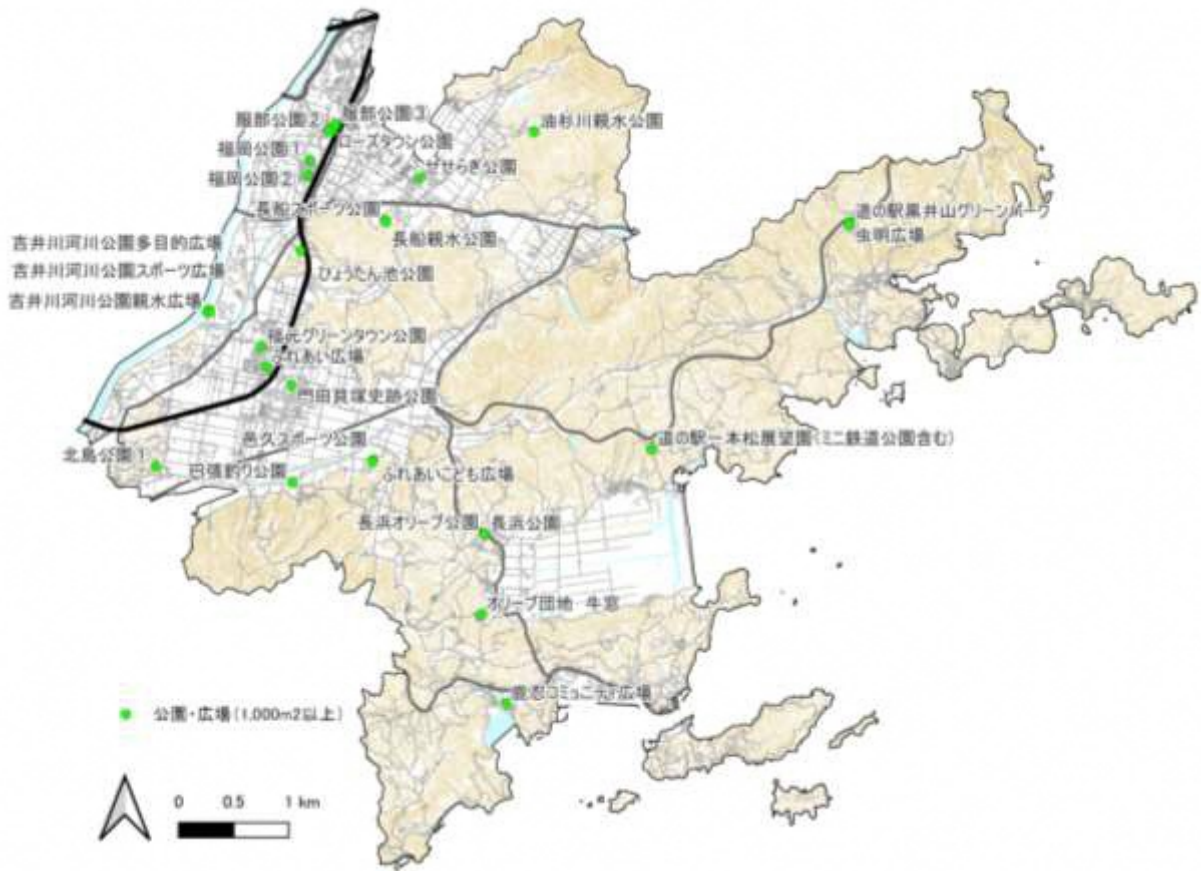 服部公園2
服部公園3
ローズタウン公園
油杉川親水公園
福岡公園1
福岡公園2
せせらぎ公園
長船スポーツ公園
長船親水公園
道の駅黒井山グリーンパーク
虫明広場
吉井川河川公園多目的広場
吉井川河川公園スポーツ広場
吉井川河川公園親水広場
ひょうたん池公園
福元グリーンタウン公園
ふれあい広場
門田貝塚史跡公園
邑久スポーツ公園
北島公園1
ふれあいこども広場
道の駅一本松展望園(ミニ鉄道公園含む)
長浜オリーブ公園
長浜公園
オリーブ団地・牛窓
鹿忍コミュニティ広場
公園・広場(1,000m2以上)
0 0.5 1 km